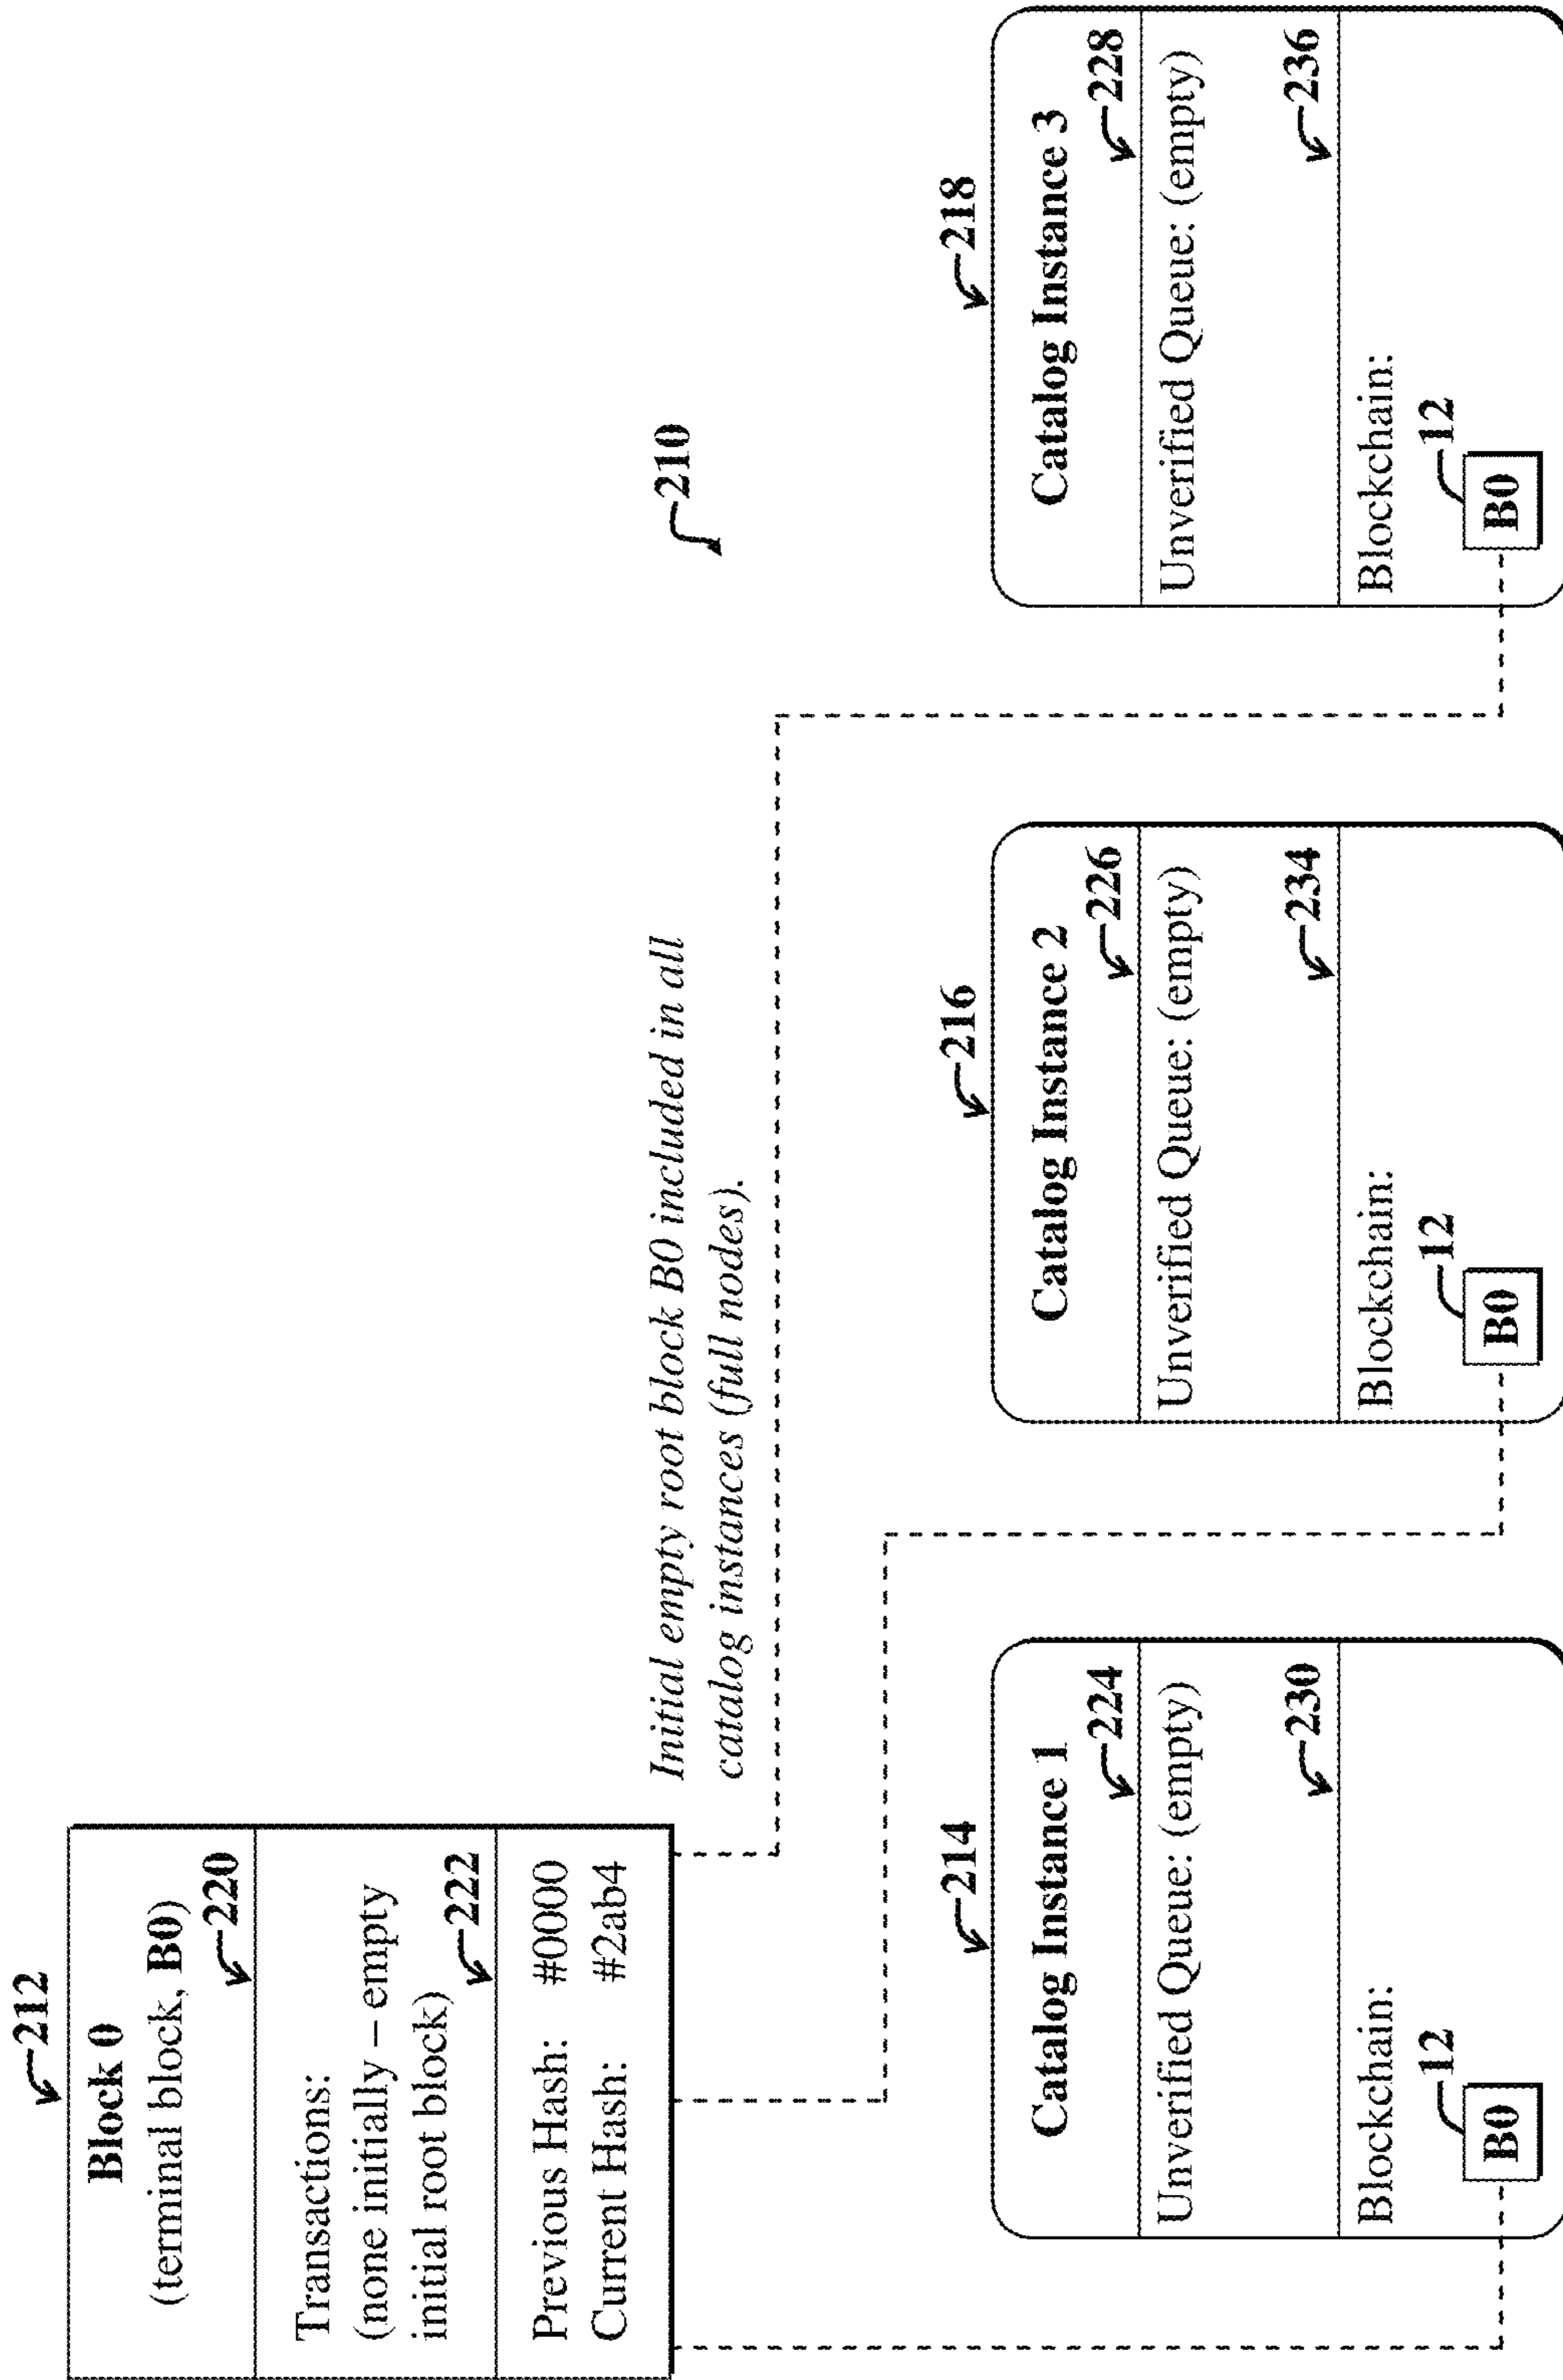 212
Block 0
(terminal block, B0)
220
Transactions:
(none initially – empty
initial root block)
222
Previous Hash: #0000
Current Hash: #2ab4
Initial empty root block B0 included in all
catalog instances (full nodes).
210
214
Catalog Instance 1
224
Unverified Queue: (empty)
230
Blockchain:
12
B0
216
Catalog Instance 2
226
Unverified Queue: (empty)
234
Blockchain:
12
B0
218
Catalog Instance 3
228
Unverified Queue: (empty)
236
Blockchain:
12
B0